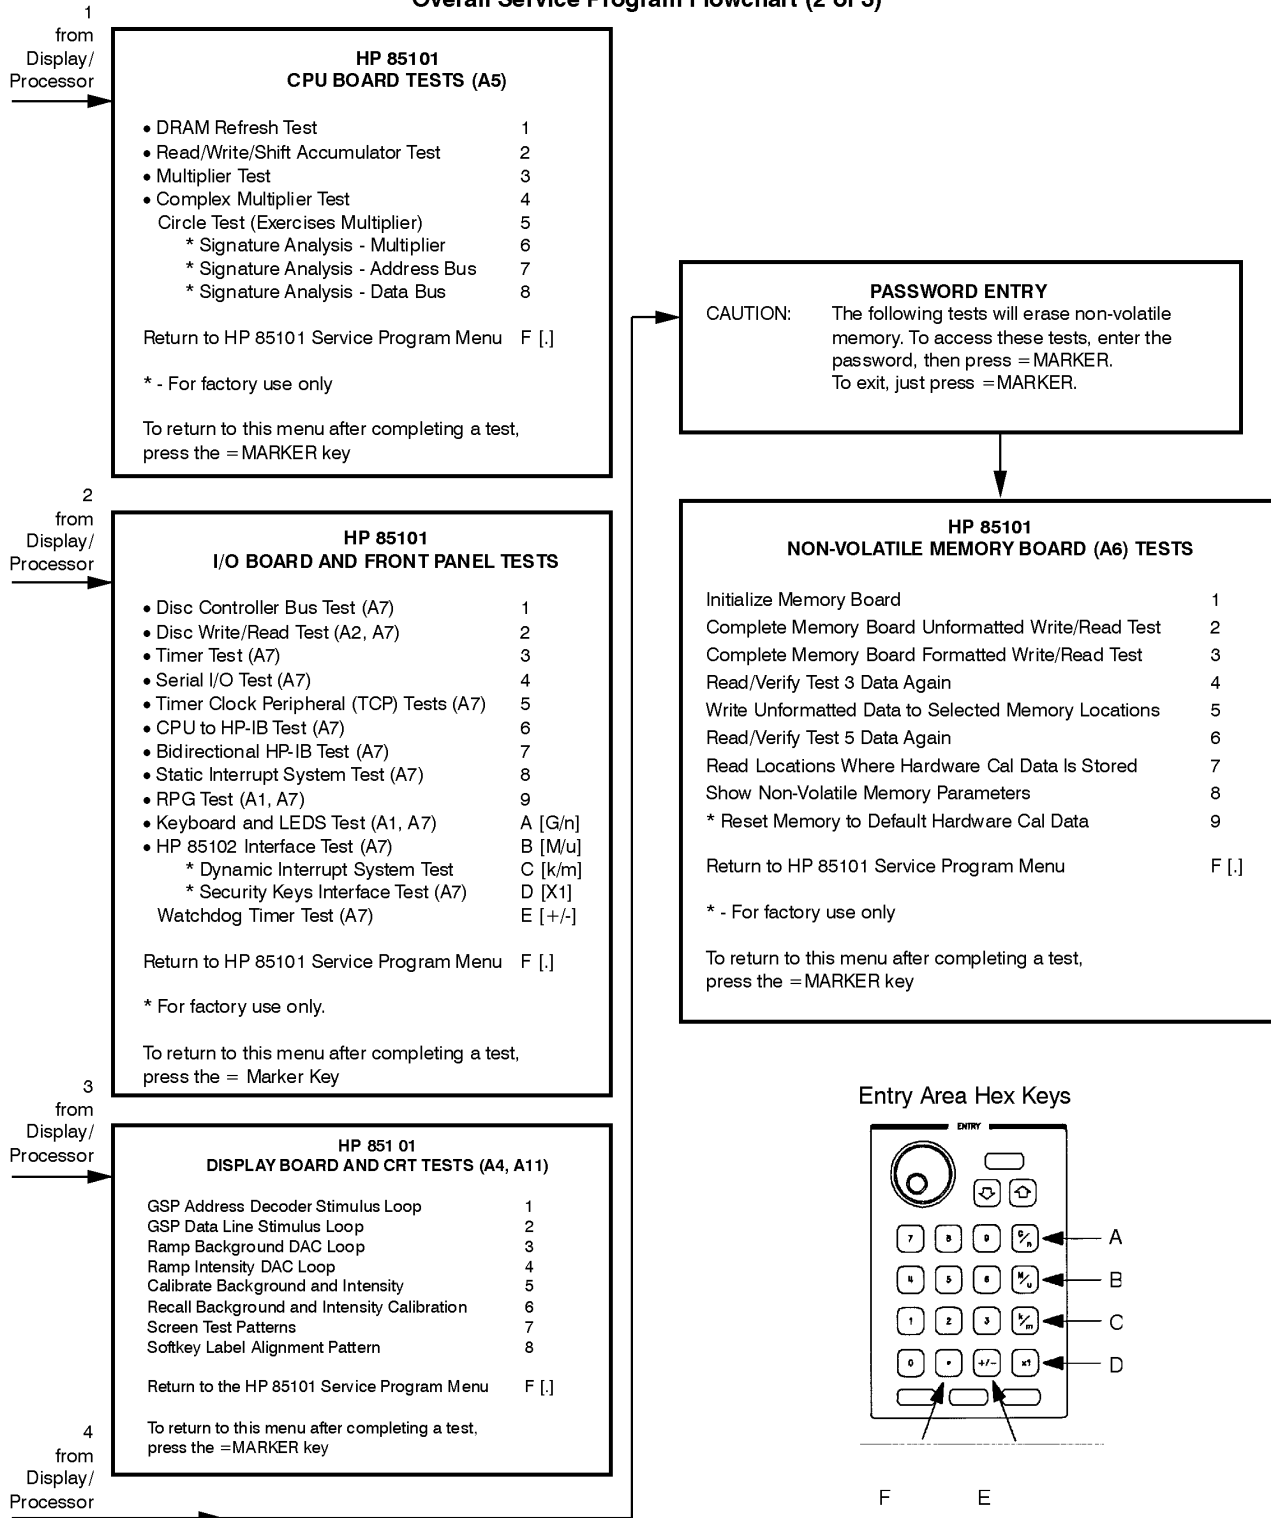 Overall Service Program Flowchart (2 of 3)
1
from
Display/
Processor
HP 85101
CPU BOARD TESTS (A5)
• DRAM Refresh Test 1
• Read/Write/Shift Accumulator Test 2
• Multiplier Test 3
• Complex Multiplier Test 4
Circle Test (Exercises Multiplier) 5
* Signature Analysis - Multiplier 6
* Signature Analysis - Address Bus 7
* Signature Analysis - Data Bus 8
Return to HP 85101 Service Program Menu F [.]
* - For factory use only
To return to this menu after completing a test,
press the =MARKER key
2
from
Display/
Processor
HP 85101
I/O BOARD AND FRONT PANEL TESTS
• Disc Controller Bus Test (A7) 1
• Disc Write/Read Test (A2, A7) 2
• Timer Test (A7) 3
• Serial I/O Test (A7) 4
• Timer Clock Peripheral (TCP) Tests (A7) 5
• CPU to HP-IB Test (A7) 6
• Bidirectional HP-IB Test (A7) 7
• Static Interrupt System Test (A7) 8
• RPG Test (A1, A7) 9
• Keyboard and LEDS Test (A1, A7) A [G/n]
• HP 85102 Interface Test (A7) B [M/u]
* Dynamic Interrupt System Test C [k/m]
* Security Keys Interface Test (A7) D [X1]
Watchdog Timer Test (A7) E [+/-]
Return to HP 85101 Service Program Menu F [.]
* For factory use only.
To return to this menu after completing a test,
press the = Marker Key
3
from
Display/
Processor
HP 851 01
DISPLAY BOARD AND CRT TESTS (A4, A11)
GSP Address Decoder Stimulus Loop 1
GSP Data Line Stimulus Loop 2
Ramp Background DAC Loop 3
Ramp Intensity DAC Loop 4
Calibrate Background and Intensity 5
Recall Background and Intensity Calibration 6
Screen Test Patterns 7
Softkey Label Alignment Pattern 8
Return to the HP 85101 Service Program Menu F [.]
To return to this menu after completing a test,
press the =MARKER key
4
from
Display/
Processor
PASSWORD ENTRY
CAUTION: The following tests will erase non-volatile
memory. To access these tests, enter the
password, then press =MARKER.
To exit, just press =MARKER.
HP 85101
NON-VOLATILE MEMORY BOARD (A6) TESTS
Initialize Memory Board 1
Complete Memory Board Unformatted Write/Read Test 2
Complete Memory Board Formatted Write/Read Test 3
Read/Verify Test 3 Data Again 4
Write Unformatted Data to Selected Memory Locations 5
Read/Verify Test 5 Data Again 6
Read Locations Where Hardware Cal Data Is Stored 7
Show Non-Volatile Memory Parameters 8
* Reset Memory to Default Hardware Cal Data 9
Return to HP 85101 Service Program Menu F [.]
* - For factory use only
To return to this menu after completing a test,
press the =MARKER key
Entry Area Hex Keys
ENTRY
7 8 9 G/n A
4 5 6 M/u B
1 2 3 k/m C
0 . +/- x1 D
F E